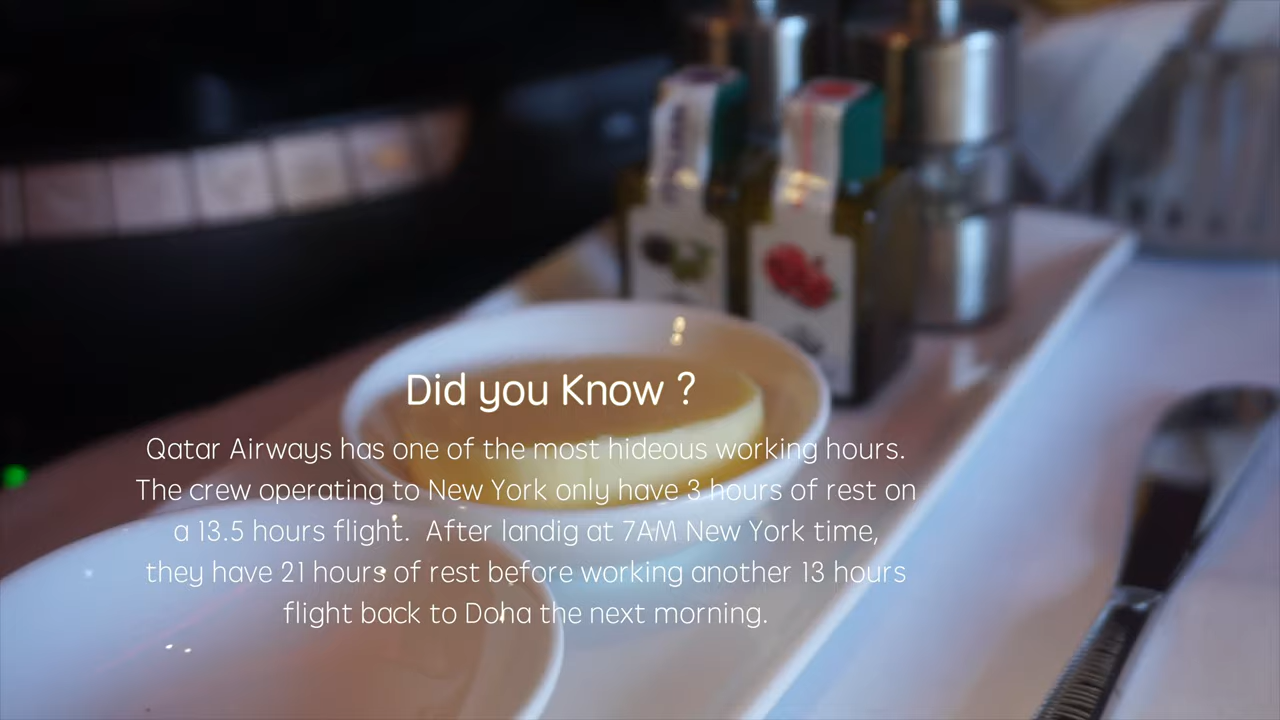 Did you Know ?
Qatar Airways has one of the most hideous working hours.
The crew operating to New York only have 3 hours of rest on
a 13.5 hours flight.  After landig at 7AM New York time,
they have 21 hours of rest before working another 13 hours
flight back to Doha the next morning.